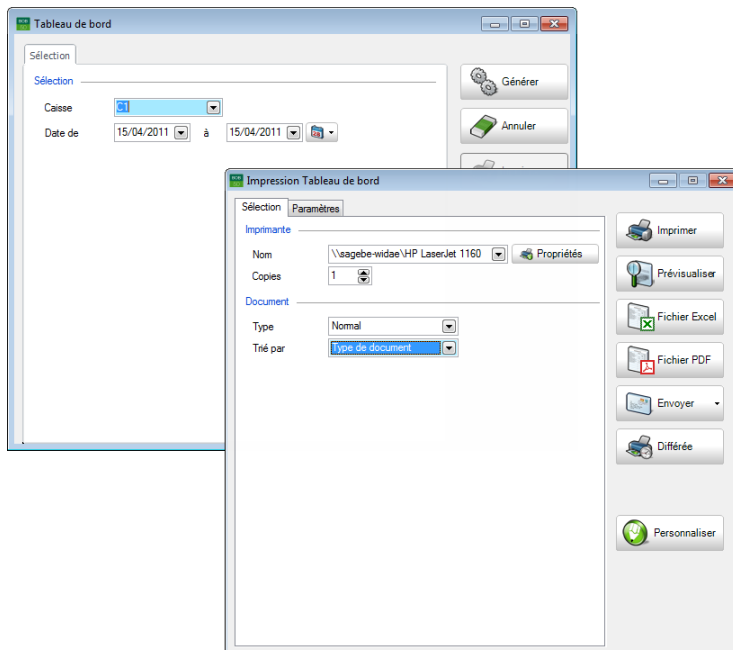 Tableau de bord
Sélection
Sélection
Caisse C1
Date de 15/04/2011 à 15/04/2011
Générer
Annuler
Impression Tableau de bord
Sélection Paramètres
Imprimante
Nom \\sagebe-widae\HP LaserJet 1160 Propriétés
Copies 1
Document
Type Normal
Trié par Type de document
Imprimer
Prévisualiser
Fichier Excel
Fichier PDF
Envoyer
Différée
Personnaliser